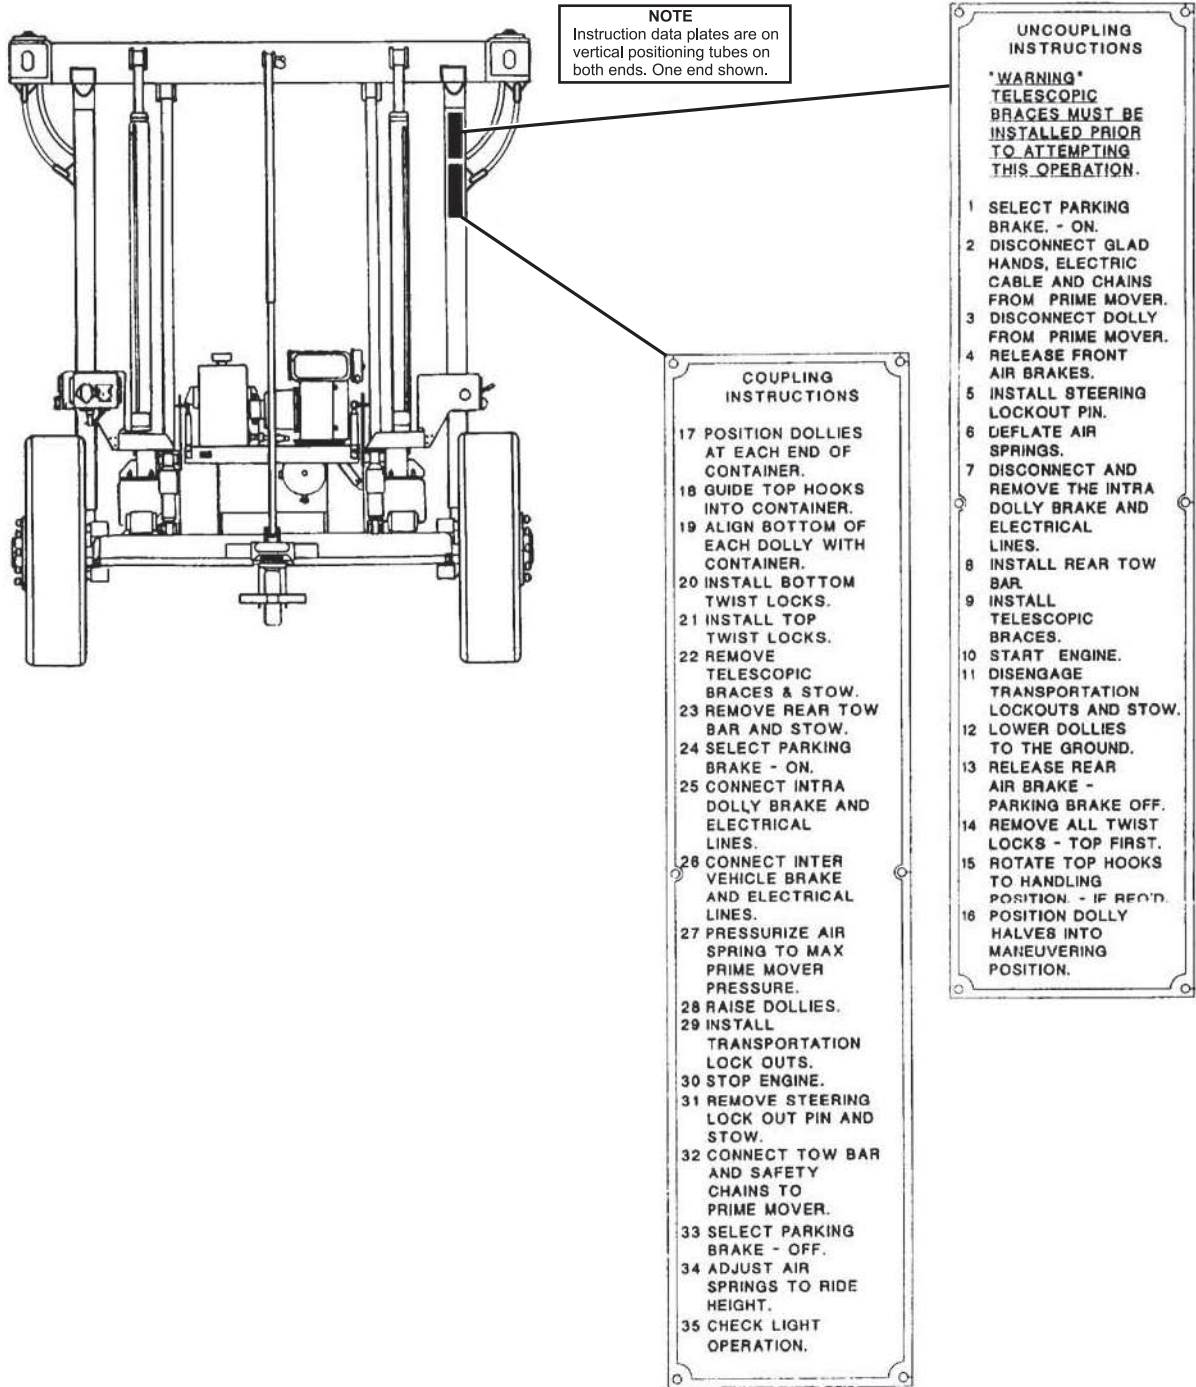 NOTE
Instruction data plates are on
vertical positioning tubes on
both ends. One end shown.
UNCOUPLING
INSTRUCTIONS
"WARNING"
TELESCOPIC
BRACES MUST BE
INSTALLED PRIOR
TO ATTEMPTING
THIS OPERATION.
1 SELECT PARKING
BRAKE. - ON.
2 DISCONNECT GLAD
HANDS, ELECTRIC
CABLE AND CHAINS
FROM PRIME MOVER.
3 DISCONNECT DOLLY
FROM PRIME MOVER.
4 RELEASE FRONT
AIR BRAKES.
5 INSTALL STEERING
LOCKOUT PIN.
6 DEFLATE AIR
SPRINGS.
7 DISCONNECT AND
REMOVE THE INTRA
DOLLY BRAKE AND
ELECTRICAL
LINES.
8 INSTALL REAR TOW
BAR.
9 INSTALL
TELESCOPIC
BRACES.
10 START ENGINE.
11 DISENGAGE
TRANSPORTATION
LOCKOUTS AND STOW.
12 LOWER DOLLIES
TO THE GROUND.
13 RELEASE REAR
AIR BRAKE -
PARKING BRAKE OFF.
14 REMOVE ALL TWIST
LOCKS - TOP FIRST.
15 ROTATE TOP HOOKS
TO HANDLING
POSITION. - IF REQ'D.
16 POSITION DOLLY
HALVES INTO
MANEUVERING
POSITION.
COUPLING
INSTRUCTIONS
17 POSITION DOLLIES
AT EACH END OF
CONTAINER.
18 GUIDE TOP HOOKS
INTO CONTAINER.
19 ALIGN BOTTOM OF
EACH DOLLY WITH
CONTAINER.
20 INSTALL BOTTOM
TWIST LOCKS.
21 INSTALL TOP
TWIST LOCKS.
22 REMOVE
TELESCOPIC
BRACES & STOW.
23 REMOVE REAR TOW
BAR AND STOW.
24 SELECT PARKING
BRAKE - ON.
25 CONNECT INTRA
DOLLY BRAKE AND
ELECTRICAL
LINES.
26 CONNECT INTER
VEHICLE BRAKE
AND ELECTRICAL
LINES.
27 PRESSURIZE AIR
SPRING TO MAX
PRIME MOVER
PRESSURE.
28 RAISE DOLLIES.
29 INSTALL
TRANSPORTATION
LOCK OUTS.
30 STOP ENGINE.
31 REMOVE STEERING
LOCK OUT PIN AND
STOW.
32 CONNECT TOW BAR
AND SAFETY
CHAINS TO
PRIME MOVER.
33 SELECT PARKING
BRAKE - OFF.
34 ADJUST AIR
SPRINGS TO RIDE
HEIGHT.
35 CHECK LIGHT
OPERATION.